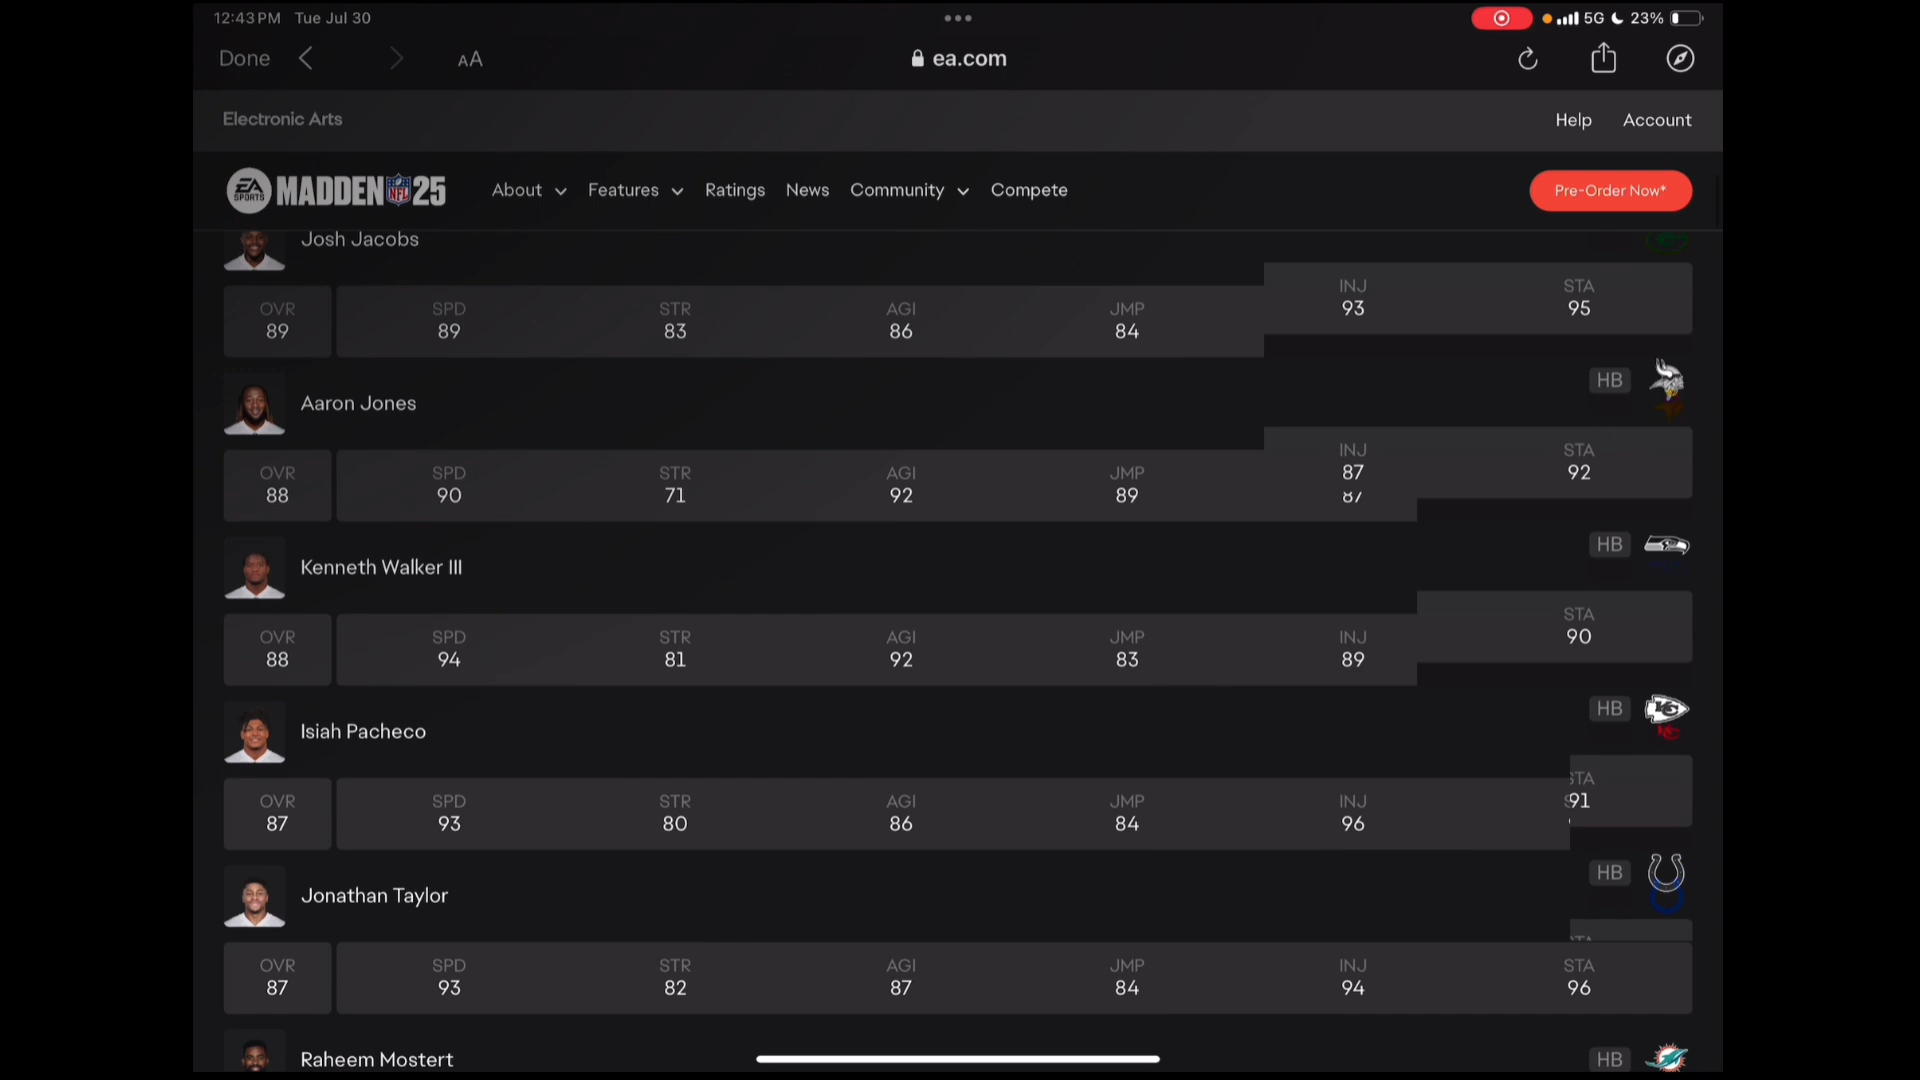 12:43 PM Tue Jul 30 5G 23%
Done AA ea.com
Electronic Arts Help Account
EA SPORTS MADDEN NFL 25 About Features Ratings News Community Compete Pre-Order Now*
Josh Jacobs
OVR SPD STR AGI JMP INJ STA
89 89 83 86 84 93 95
Aaron Jones HB
OVR SPD STR AGI JMP INJ STA
88 90 71 92 89 87 92
87
Kenneth Walker III HB
OVR SPD STR AGI JMP INJ STA
88 94 81 92 83 89 90
Isiah Pacheco HB
OVR SPD STR AGI JMP INJ STA
87 93 80 86 84 96 91
Jonathan Taylor HB
OVR SPD STR AGI JMP INJ STA
87 93 82 87 84 94 96
Raheem Mostert HB